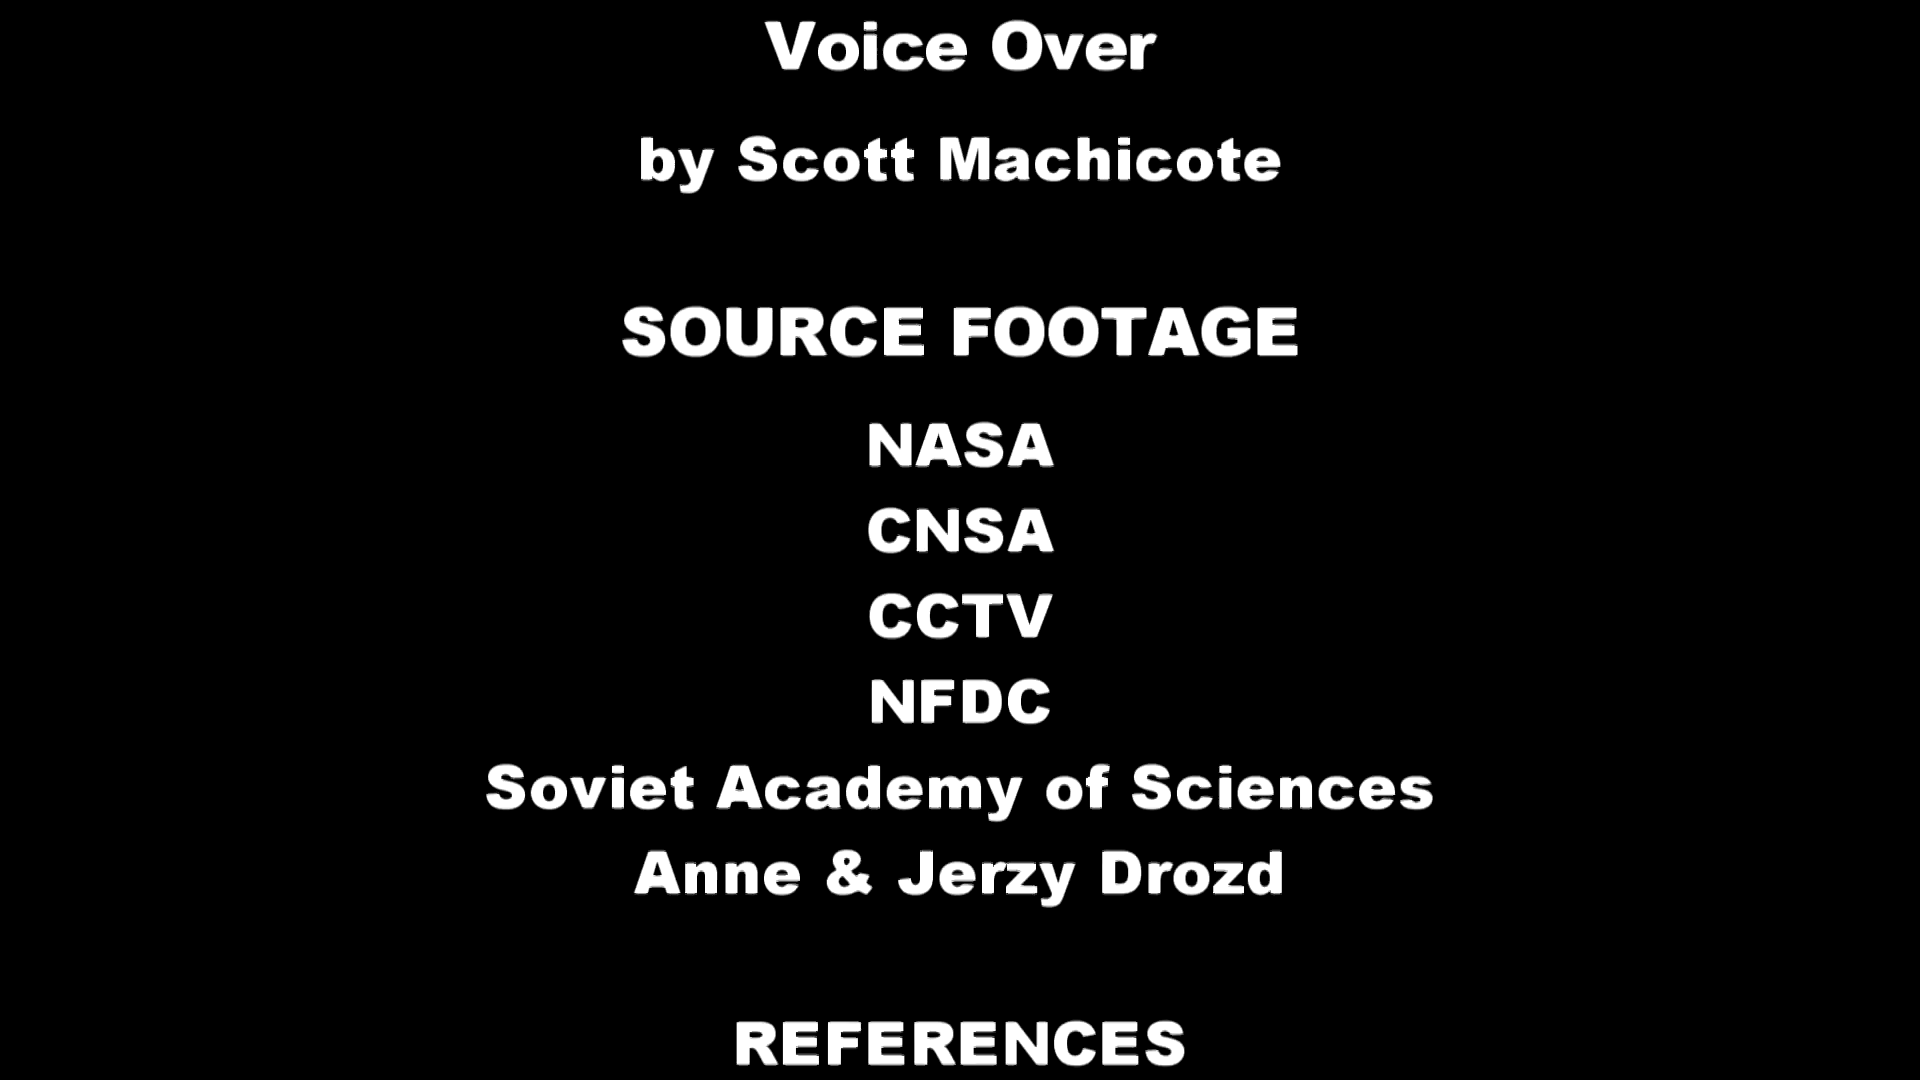 Voice Over
by Scott Machicote
SOURCE FOOTAGE
NASA
CNSA
CCTV
NFDC
Soviet Academy of Sciences
Anne & Jerzy Drozd
REFERENCES